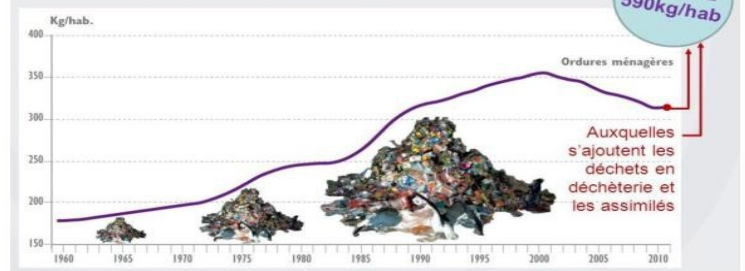 590kg/hab
Kg/hab.
400
350
300
250
200
150
Ordures ménagères
Auxquelles
s'ajoutent les
déchets en
déchèterie et
les assimilés
1960 1965 1970 1975 1980 1985 1990 1995 2000 2005 2010